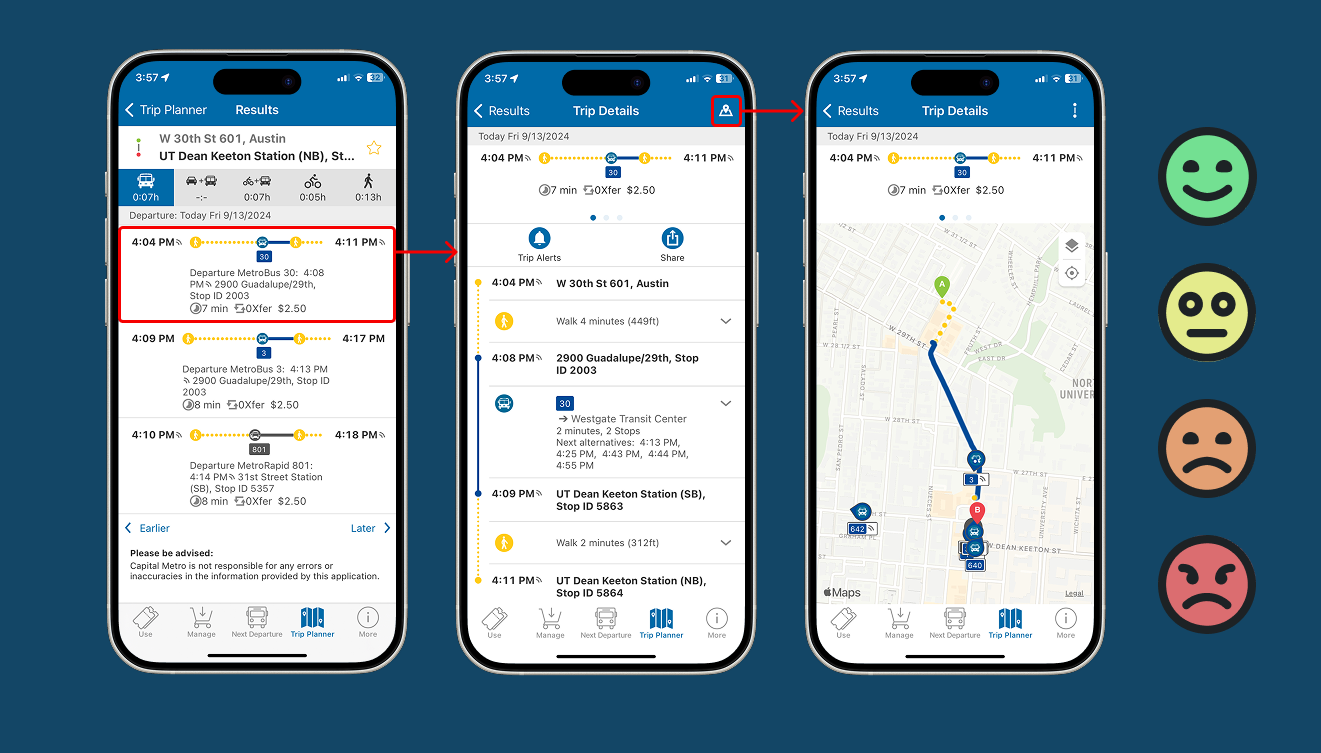 3:57
32
Trip Planner
Results
W 30th St 601, Austin
UT Dean Keeton Station (NB), St...
0:07h
-:-
0:07h
0:05h
0:13h
Departure: Today Fri 9/13/2024
4:04 PM
4:11 PM
30
Departure MetroBus 30: 4:08
PM 2900 Guadalupe/29th,
Stop ID 2003
7 min 0Xfer $2.50
4:09 PM
4:17 PM
3
Departure MetroBus 3: 4:13 PM
2900 Guadalupe/29th, Stop ID
2003
8 min 0Xfer $2.50
4:10 PM
4:18 PM
801
Departure MetroRapid 801:
4:14 PM 31st Street Station
(SB), Stop ID 5357
8 min 0Xfer $2.50
Earlier
Later
Please be advised:
Capital Metro is not responsible for any errors or
inaccuracies in the information provided by this application.
Use
Manage
Next Departure
Trip Planner
More
3:57
31
Results
Trip Details
Today Fri 9/13/2024
4:04 PM
4:11 PM
30
7 min 0Xfer $2.50
Trip Alerts
Share
4:04 PM
W 30th St 601, Austin
Walk 4 minutes (449ft)
4:08 PM
2900 Guadalupe/29th, Stop
ID 2003
30
→ Westgate Transit Center
2 minutes, 2 Stops
Next alternatives: 4:13 PM,
4:25 PM, 4:43 PM, 4:44 PM,
4:55 PM
4:09 PM
UT Dean Keeton Station (SB),
Stop ID 5863
Walk 2 minutes (312ft)
4:11 PM
UT Dean Keeton Station (NB),
Stop ID 5864
Use
Manage
Next Departure
Trip Planner
More
3:57
31
Results
Trip Details
Today Fri 9/13/2024
4:04 PM
4:11 PM
30
7 min 0Xfer $2.50
W 31 1/2 ST
WHEELER ST
HEMPHILL PARK
LAUREL
A
PEARL ST
W 29TH ST
FRUTH ST
W 38 1/2 ST
WEST DR
EAST DR
CEDAR ST
SALADO ST
NORT
UNIVER
W 28TH ST
SAN PEDRO ST
W 27TH ST
E 27
3
NUECES ST
UNIVERSITY AVE
WICHITA ST
B
642
GRAHAM PL
W DEAN KEETON ST
640
Maps
Legal
Use
Manage
Next Departure
Trip Planner
More